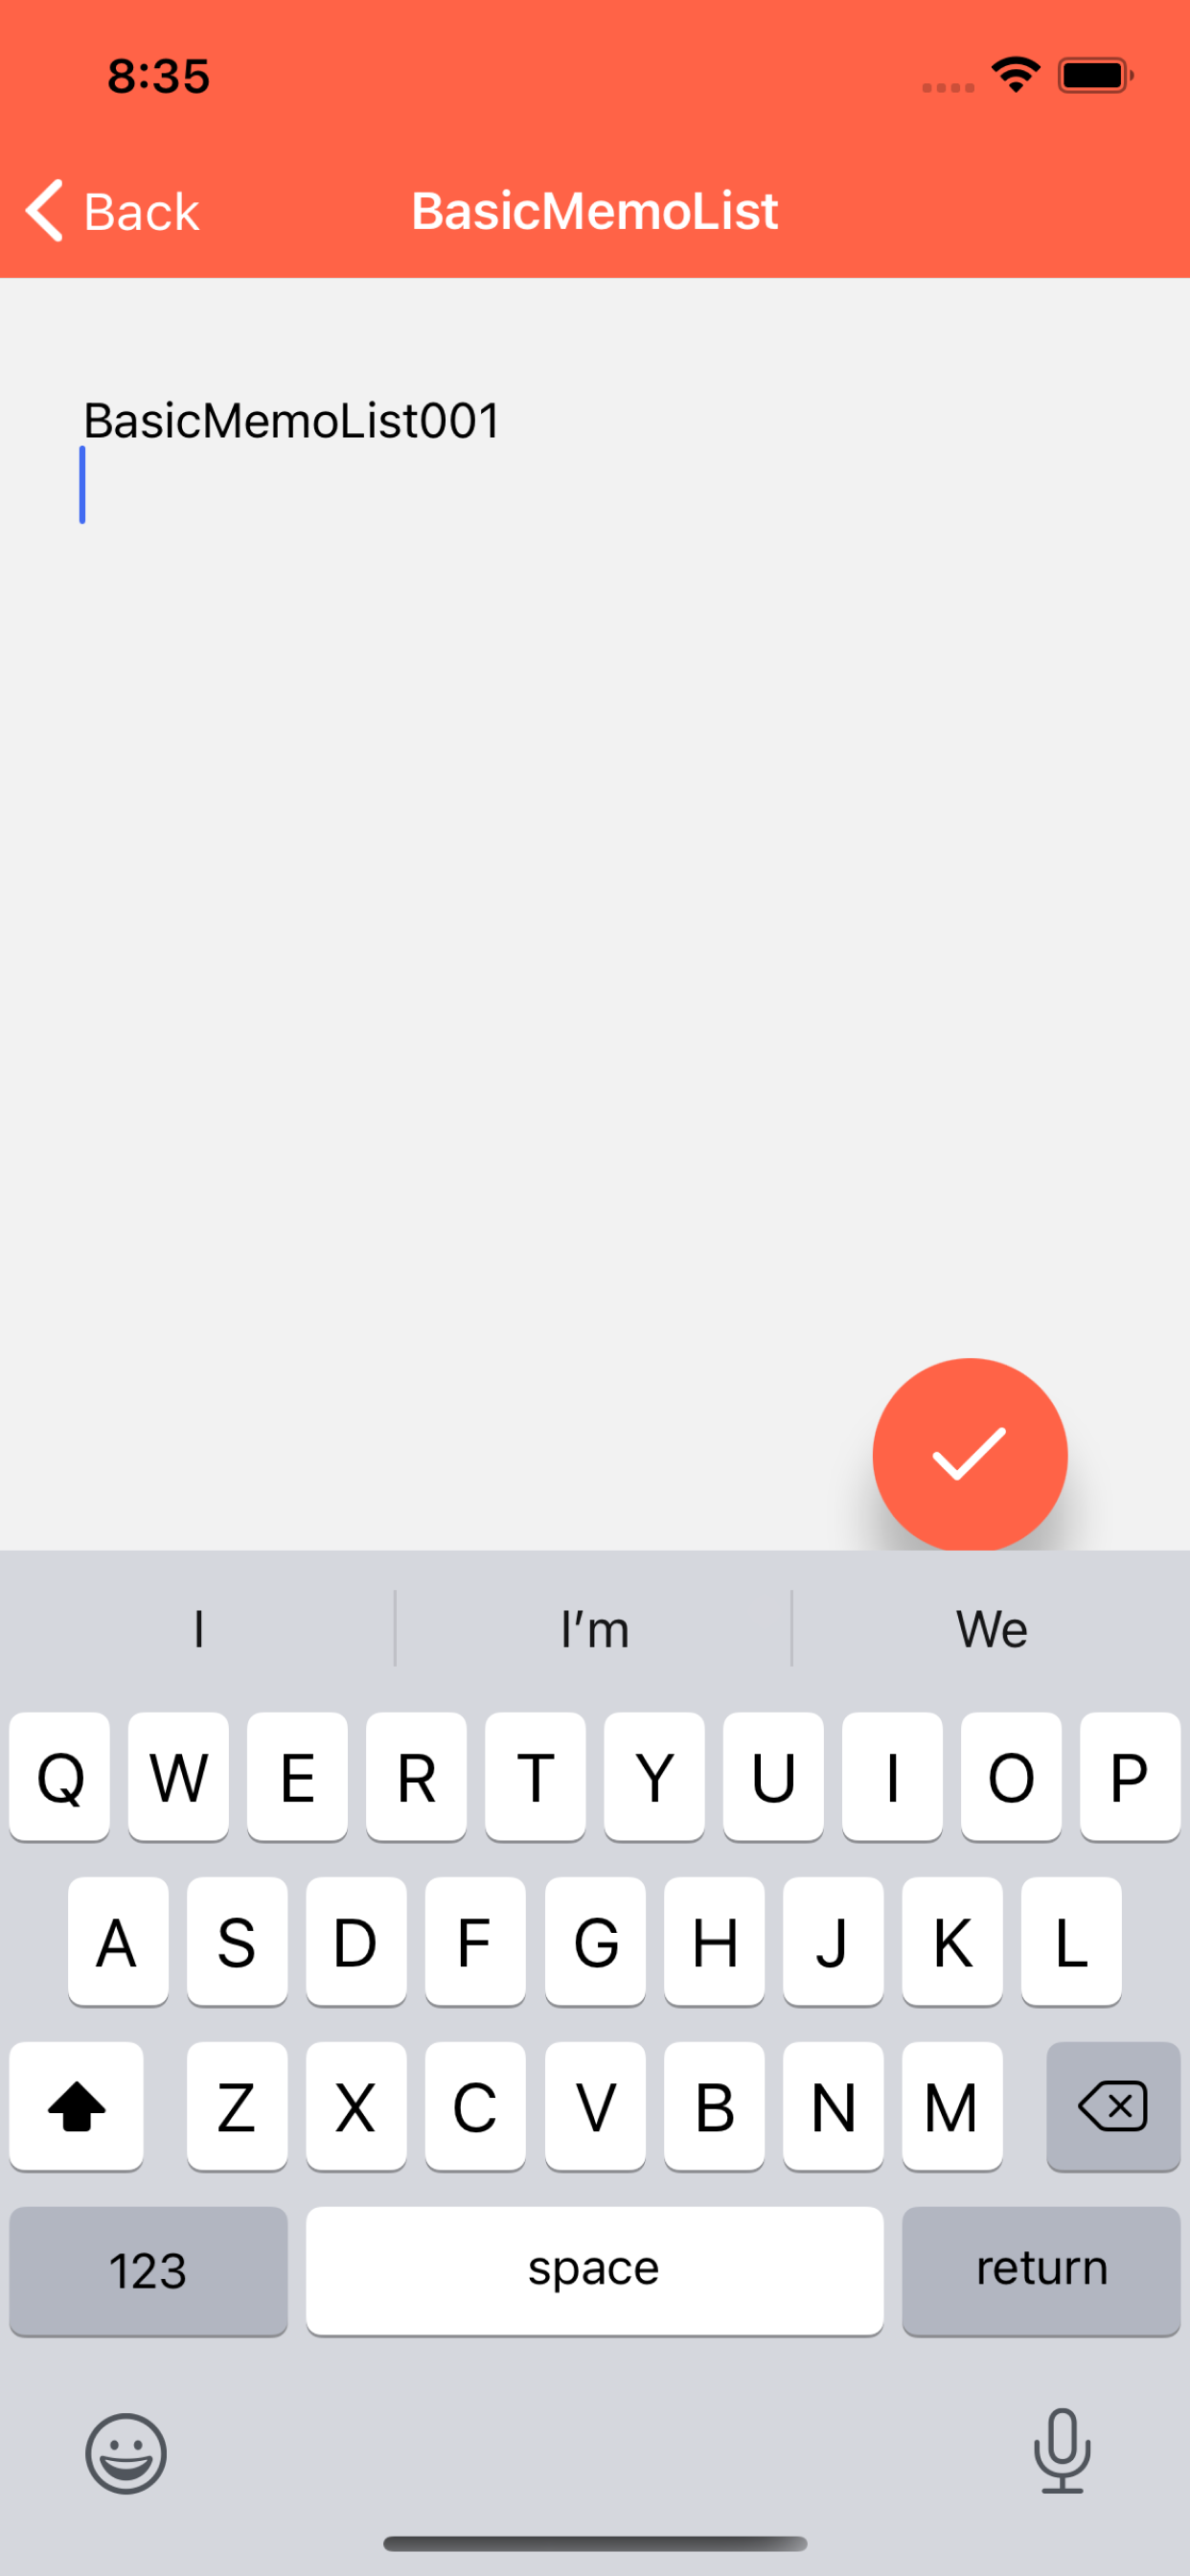 8:35
Back BasicMemoList
BasicMemoList001
I I’m We
Q W E R T Y U I O P
A S D F G H J K L
Z X C V B N M
123 space return